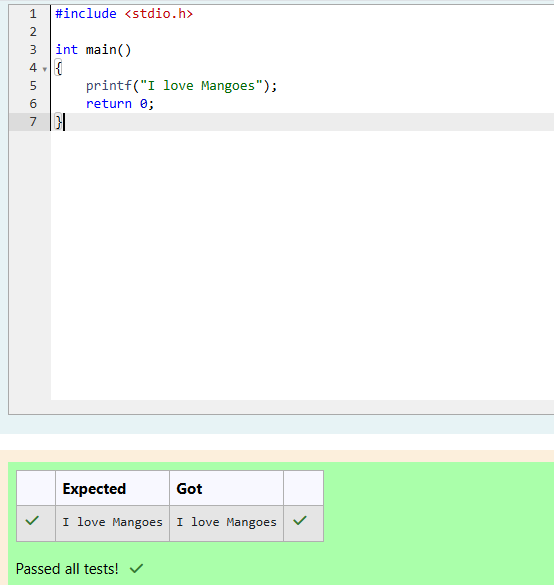 1 #include <stdio.h>
2
3 int main()
4 {
5     printf("I love Mangoes");
6     return 0;
7 }
Expected Got
I love Mangoes I love Mangoes
Passed all tests!